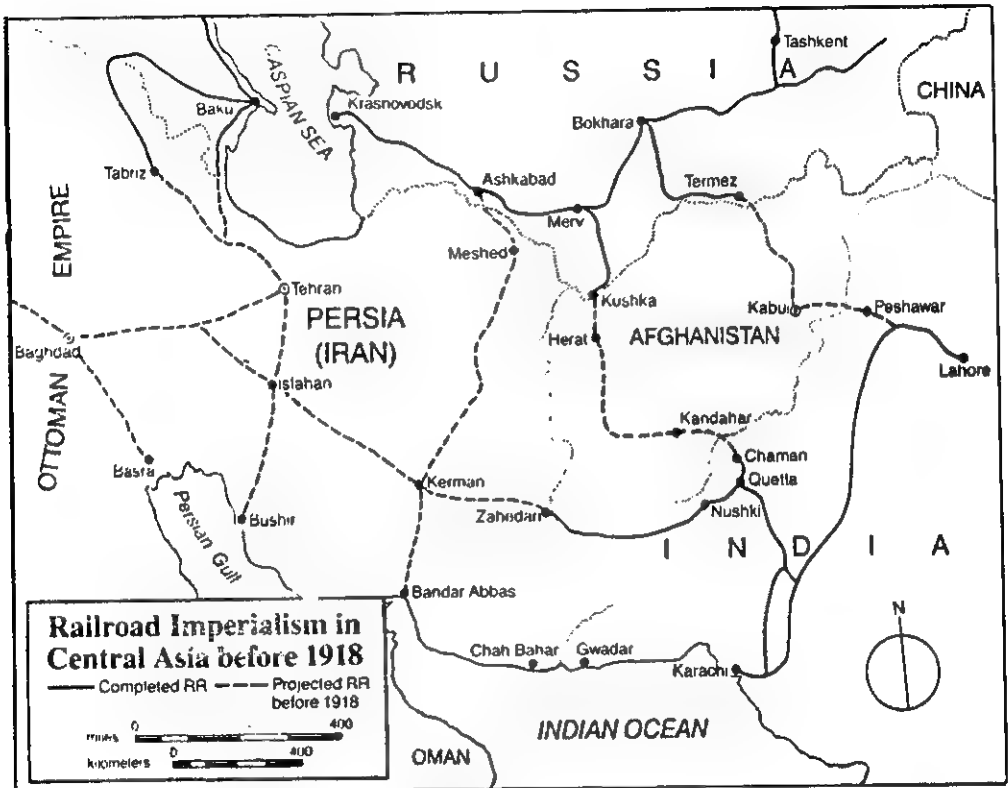 RUSSIA
Tashkent
CHINA
CASPIAN SEA
Baku
Krasnovodsk
Bokhara
Tabriz
Ashkabad
Termez
Merv
Meshed
EMPIRE
OTTOMAN
Tehran
Kushka
Kabul
Peshawar
PERSIA
(IRAN)
Herat
AFGHANISTAN
Baghdad
Lahore
Isfahan
Kandahar
Chaman
Basra
Kerman
Quetta
Zahedan
Nushki
Persian Gulf
Bushir
INDIA
Bandar Abbas
N
Railroad Imperialism in
Central Asia before 1918
Completed RR
Projected RR
before 1918
miles 0 400
kilometers 0 400
Chah Bahar
Gwadar
Karachi
INDIAN OCEAN
OMAN